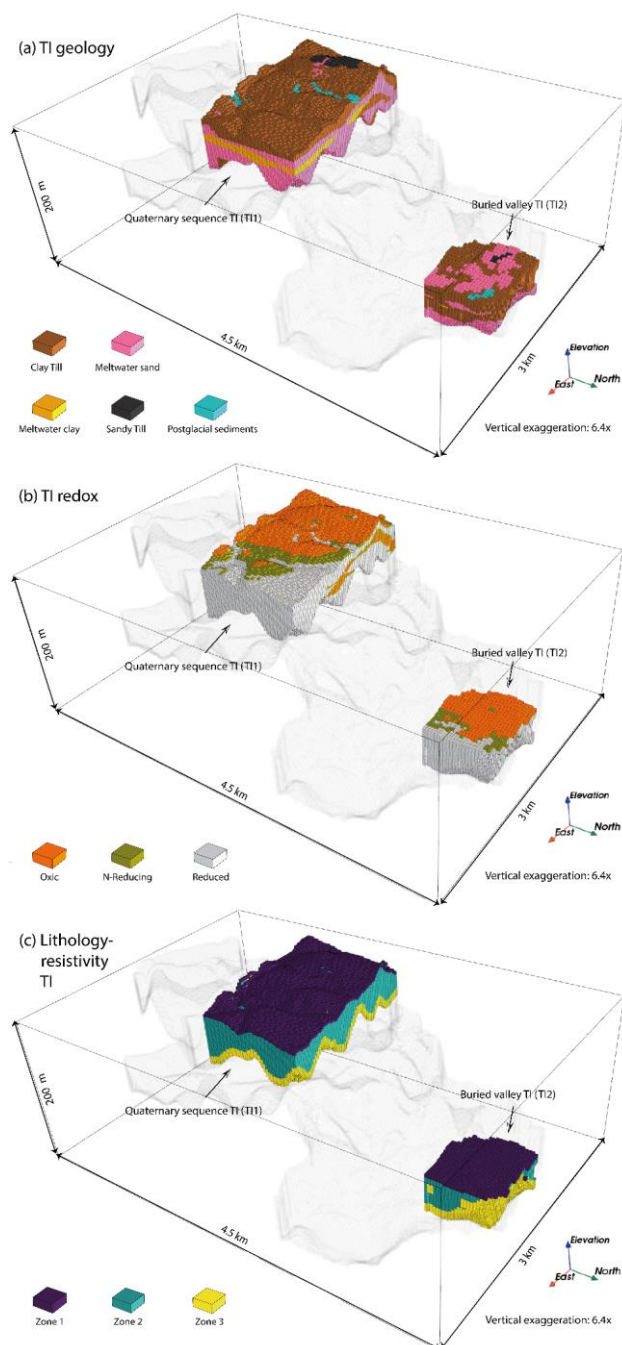 (a) TI geology
200 m
Quaternary sequence TI (TI1)
Buried valley TI (TI2)
4.5 km
3 km
Clay Till
Meltwater sand
Meltwater clay
Sandy Till
Postglacial sediments
Elevation
East
North
Vertical exaggeration: 6.4x
(b) TI redox
200 m
Quaternary sequence TI (TI1)
Buried valley TI (TI2)
4.5 km
3 km
Oxic
N-Reducing
Reduced
Elevation
East
North
Vertical exaggeration: 6.4x
(c) Lithology-
resistivity
TI
200 m
Quaternary sequence TI (TI1)
Buried valley TI (TI2)
4.5 km
3 km
Zone 1
Zone 2
Zone 3
Elevation
East
North
Vertical exaggeration: 6.4x